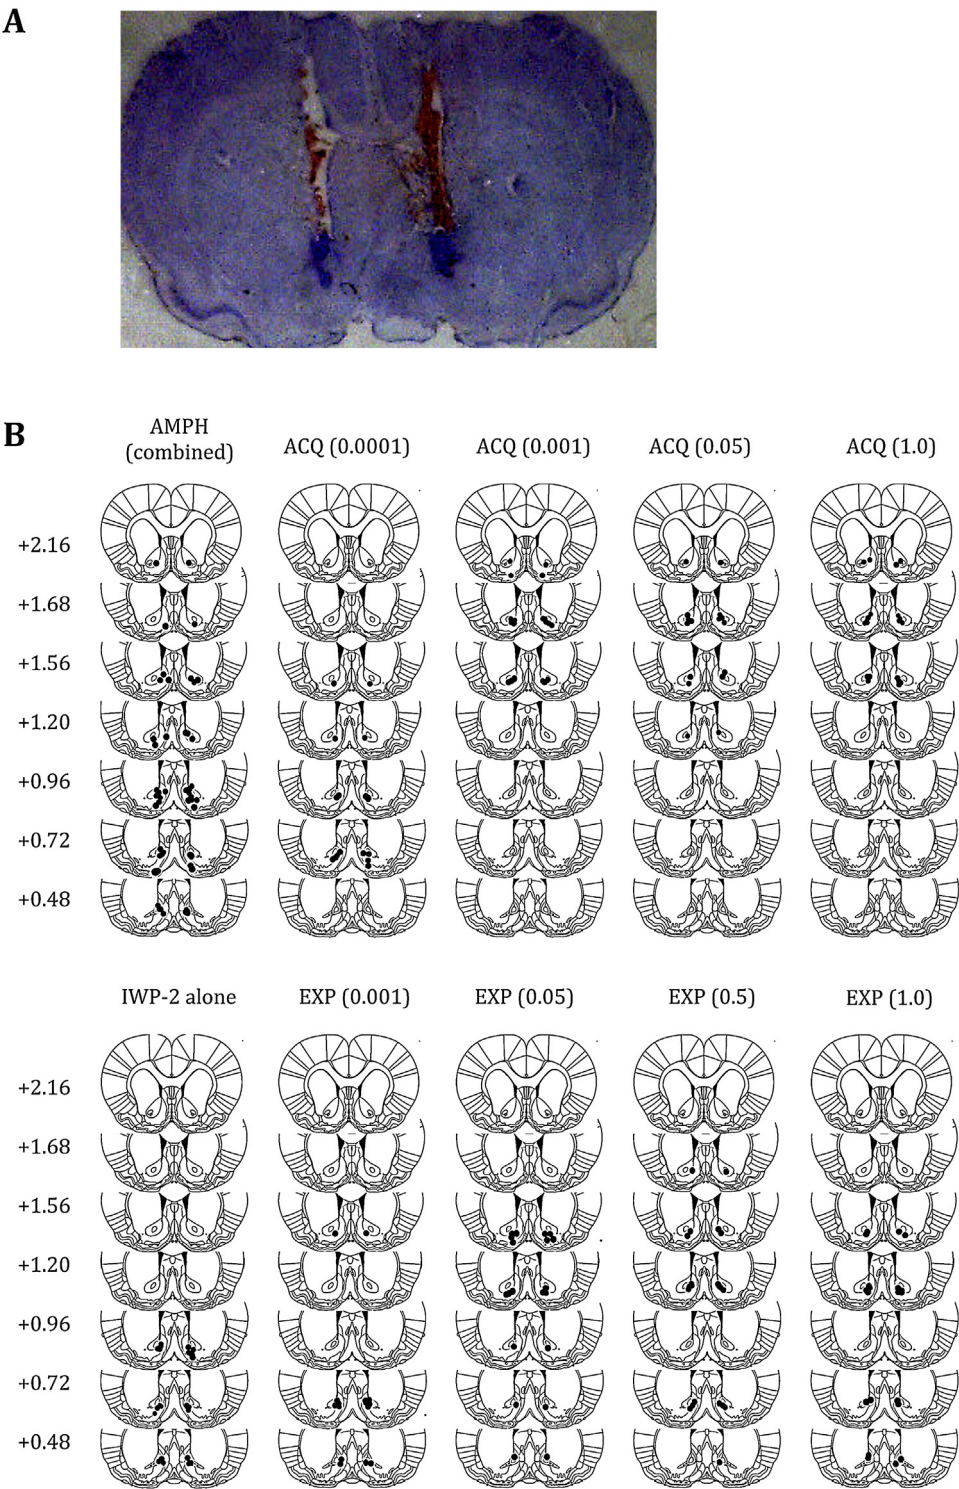 A
B
AMPH
(combined)
ACQ (0.0001)
ACQ (0.001)
ACQ (0.05)
ACQ (1.0)
+2.16
+1.68
+1.56
+1.20
+0.96
+0.72
+0.48
IWP-2 alone
EXP (0.001)
EXP (0.05)
EXP (0.5)
EXP (1.0)
+2.16
+1.68
+1.56
+1.20
+0.96
+0.72
+0.48